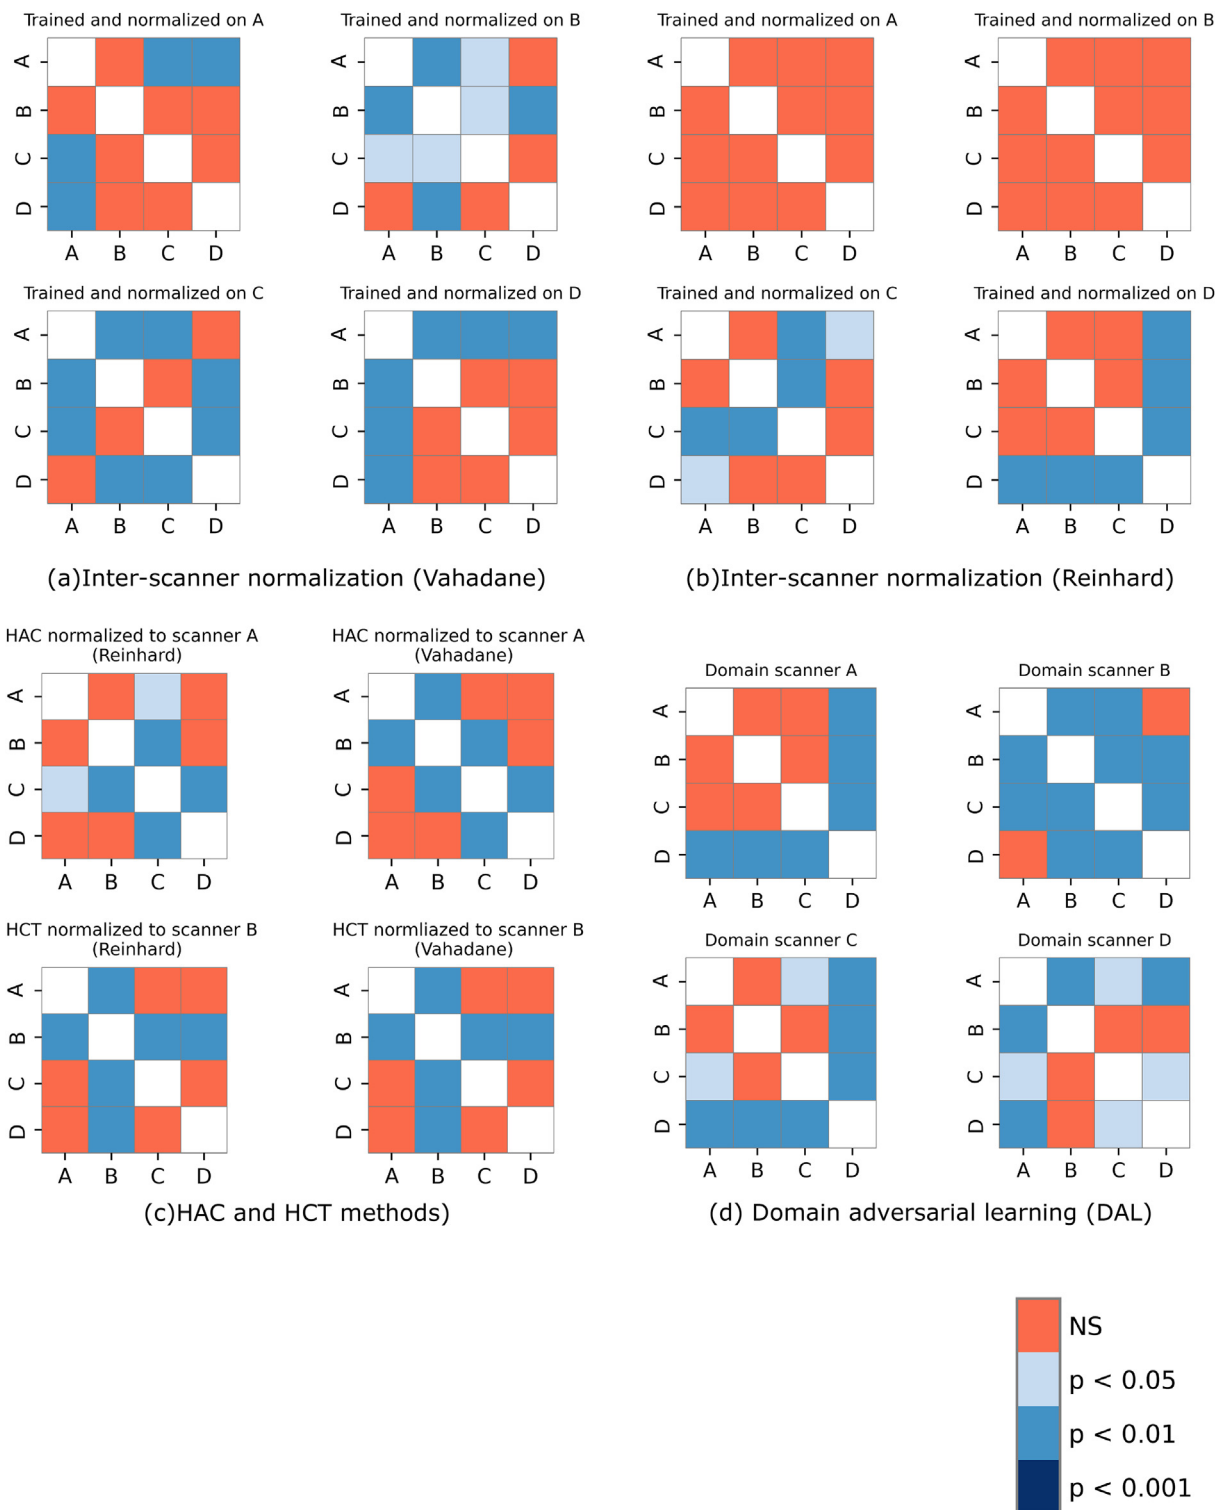 Trained and normalized on A
Trained and normalized on B
Trained and normalized on A
Trained and normalized on B
A
B
C
D
A B C D
A
B
C
D
A B C D
A
B
C
D
A B C D
A
B
C
D
A B C D
Trained and normalized on C
Trained and normalized on D
Trained and normalized on C
Trained and normalized on D
A
B
C
D
A B C D
A
B
C
D
A B C D
A
B
C
D
A B C D
A
B
C
D
A B C D
(a)Inter-scanner normalization (Vahadane)
(b)Inter-scanner normalization (Reinhard)
HAC normalized to scanner A
(Reinhard)
HAC normalized to scanner A
(Vahadane)
A
B
C
D
A B C D
A
B
C
D
A B C D
HCT normalized to scanner B
(Reinhard)
HCT normliazed to scanner B
(Vahadane)
A
B
C
D
A B C D
A
B
C
D
A B C D
(c)HAC and HCT methods)
Domain scanner A
Domain scanner B
A
B
C
D
A B C D
A
B
C
D
A B C D
Domain scanner C
Domain scanner D
A
B
C
D
A B C D
A
B
C
D
A B C D
(d) Domain adversarial learning (DAL)
NS
p < 0.05
p < 0.01
p < 0.001